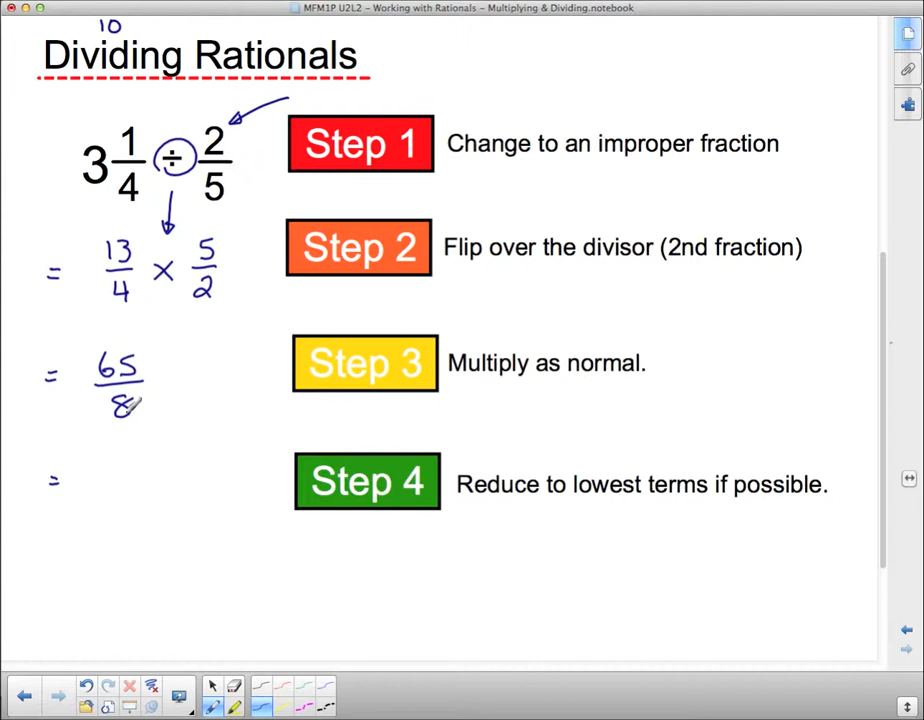 MFM1P U2L2 – Working with Rationals – Multiplying & Dividing.notebook
10
Dividing Rationals
3 1/4 ÷ 2/5
Step 1 Change to an improper fraction
= 13/4 × 5/2
Step 2 Flip over the divisor (2nd fraction)
= 65/8
Step 3 Multiply as normal.
=
Step 4 Reduce to lowest terms if possible.